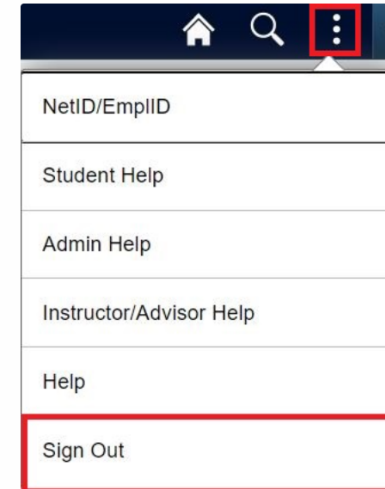 NetID/EmplID
Student Help
Admin Help
Instructor/Advisor Help
Help
Sign Out